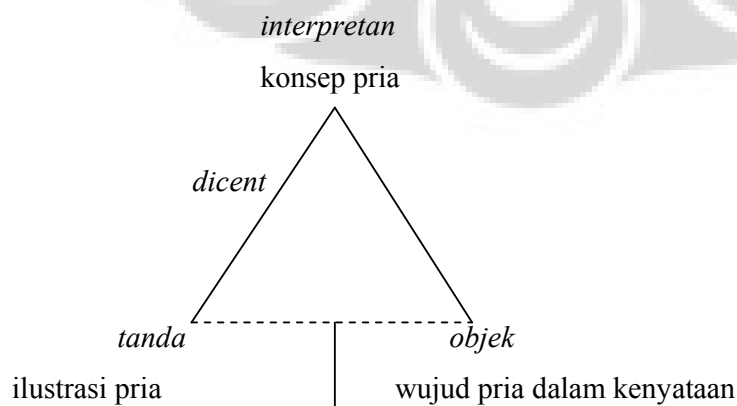 interpretan
konsep pria
dicent
tanda objek
ilustrasi pria wujud pria dalam kenyataan